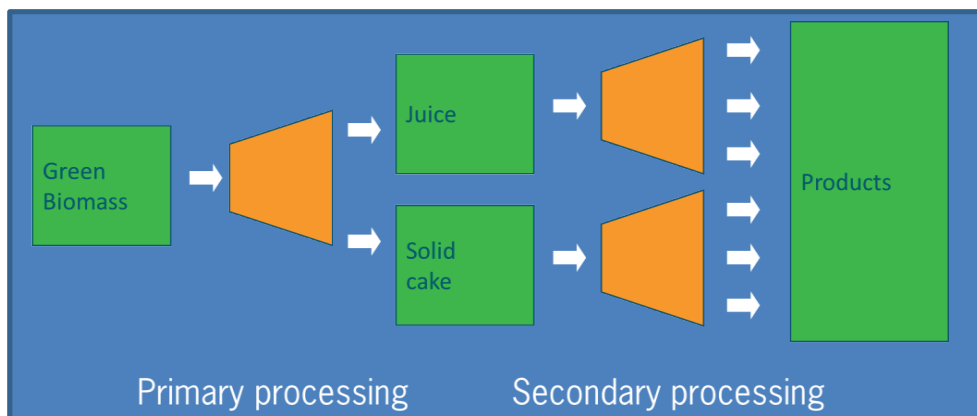 Green
Biomass
Juice
Solid
cake
Products
Primary processing
Secondary processing